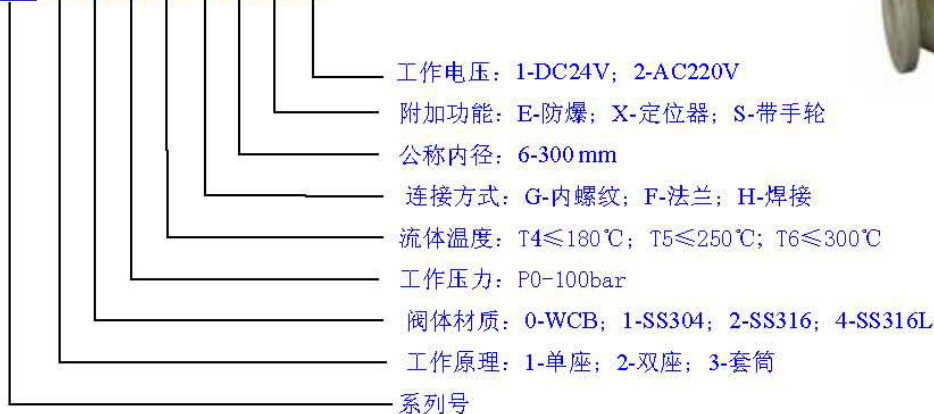 工作电压：1-DC24V；2-AC220V
附加功能：E-防爆；X-定位器；S-带手轮
公称内径：6-300 mm
连接方式：G-内螺纹；F-法兰；H-焊接
流体温度：T4≤180℃；T5≤250℃；T6≤300℃
工作压力：P0-100bar
阀体材质：0-WCB；1-SS304；2-SS316；4-SS316L
工作原理：1-单座；2-双座；3-套筒
系列号